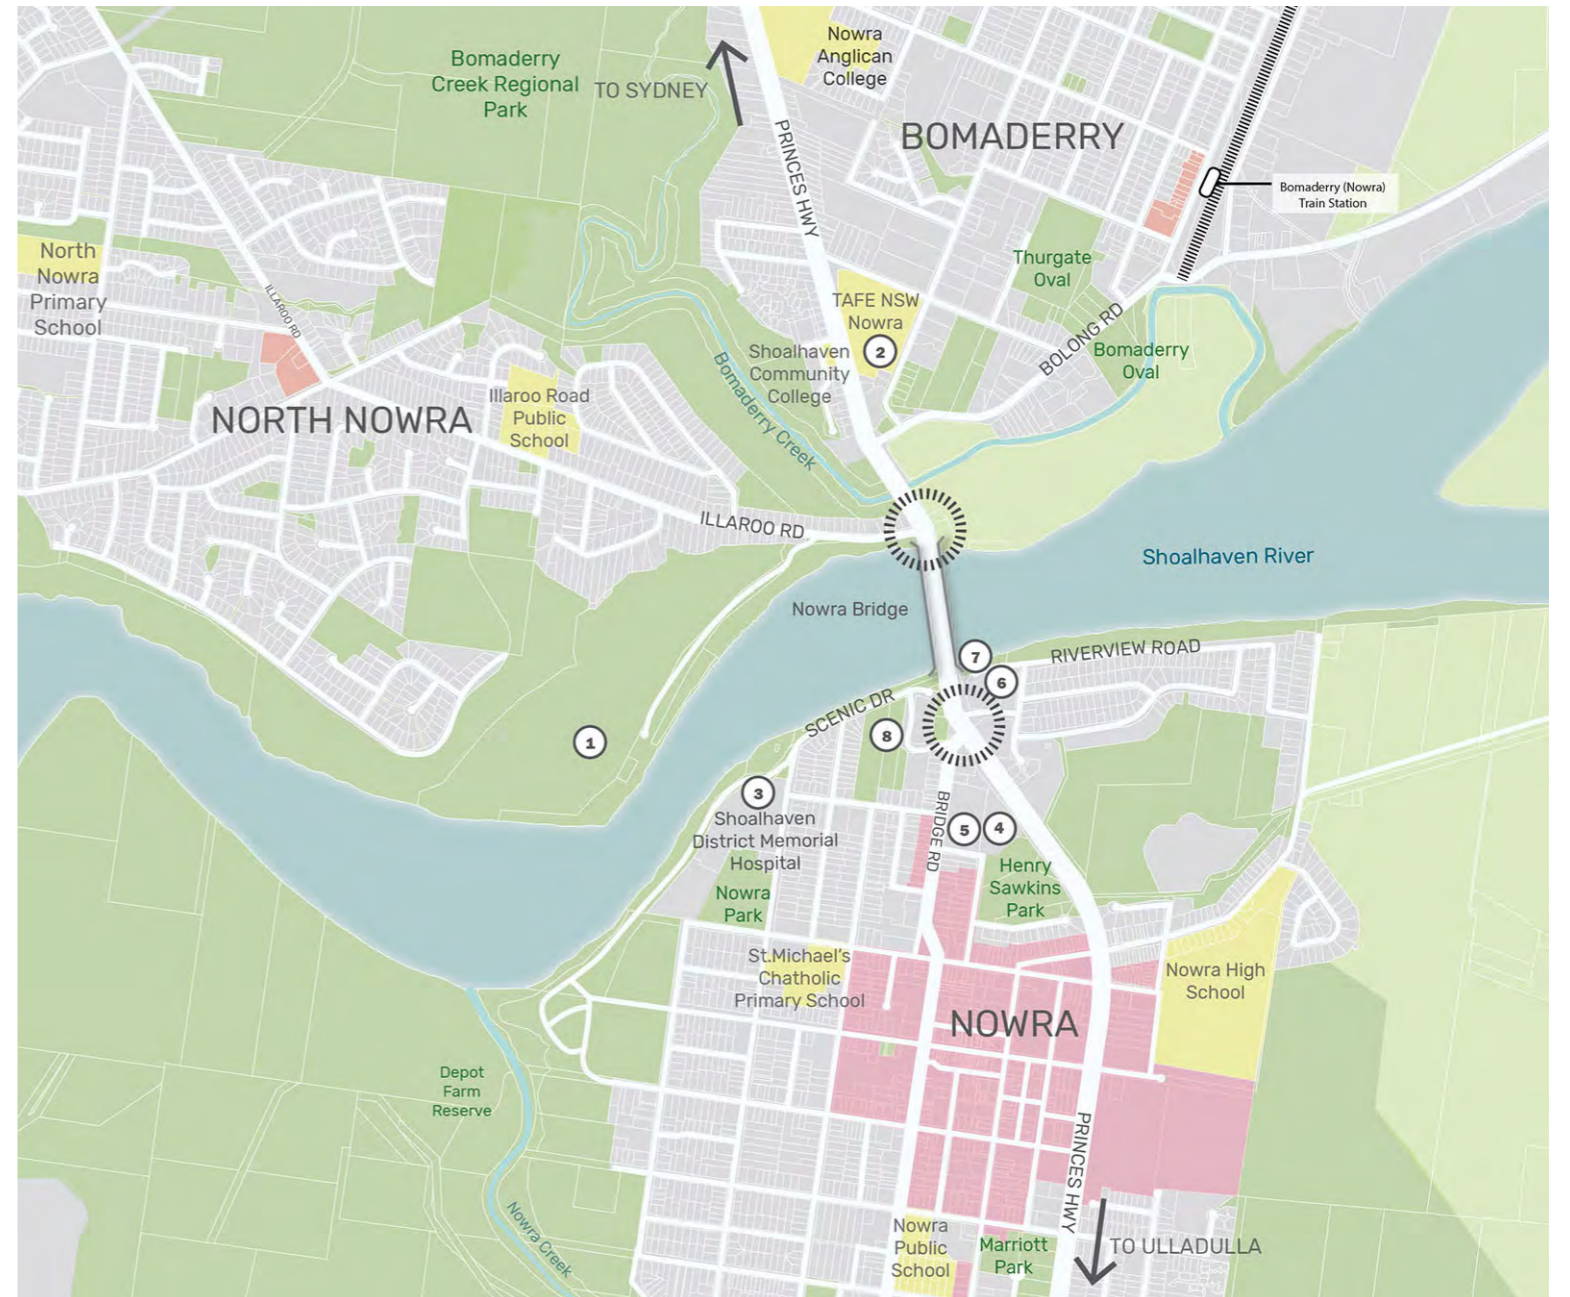 Nowra
Anglican
College
Bomaderry
Creek Regional
Park
TO SYDNEY
PRINCES HWY
BOMADERRY
Bomaderry (Nowra)
Train Station
North
Nowra
Primary
School
ILLAROO RD
Thurgate
Oval
TAFE NSW
Nowra
2
BOLONG RD
Bomaderry
Oval
Shoalhaven
Community
College
Bomaderry Creek
Illaroo Road
Public
School
NORTH NOWRA
ILLAROO RD
Shoalhaven River
Nowra Bridge
7
RIVERVIEW ROAD
6
SCENIC DR
8
1
3
Shoalhaven
District Memorial
Hospital
BRIDGE RD
5
4
Henry
Sawkins
Park
Nowra
Park
St.Michael's
Chatholic
Primary School
Nowra High
School
NOWRA
Depot
Farm
Reserve
PRINCES HWY
Nowra Creek
Nowra
Public
School
Marriott
Park
TO ULLADULLA